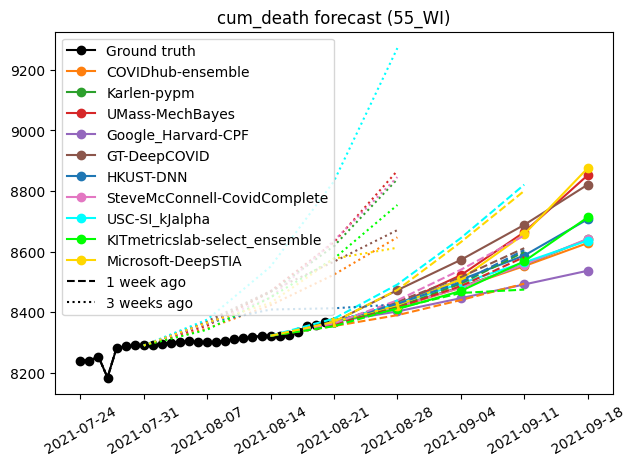 cum_death forecast (55_WI)
9200
9000
8800
8600
8400
8200
Ground truth
COVIDhub-ensemble
Karlen-pypm
UMass-MechBayes
Google_Harvard-CPF
GT-DeepCOVID
HKUST-DNN
SteveMcConnell-CovidComplete
USC-SI_kJalpha
KITmetricslab-select_ensemble
Microsoft-DeepSTIA
1 week ago
3 weeks ago
2021-07-24
2021-07-31
2021-08-07
2021-08-14
2021-08-21
2021-08-28
2021-09-04
2021-09-11
2021-09-18